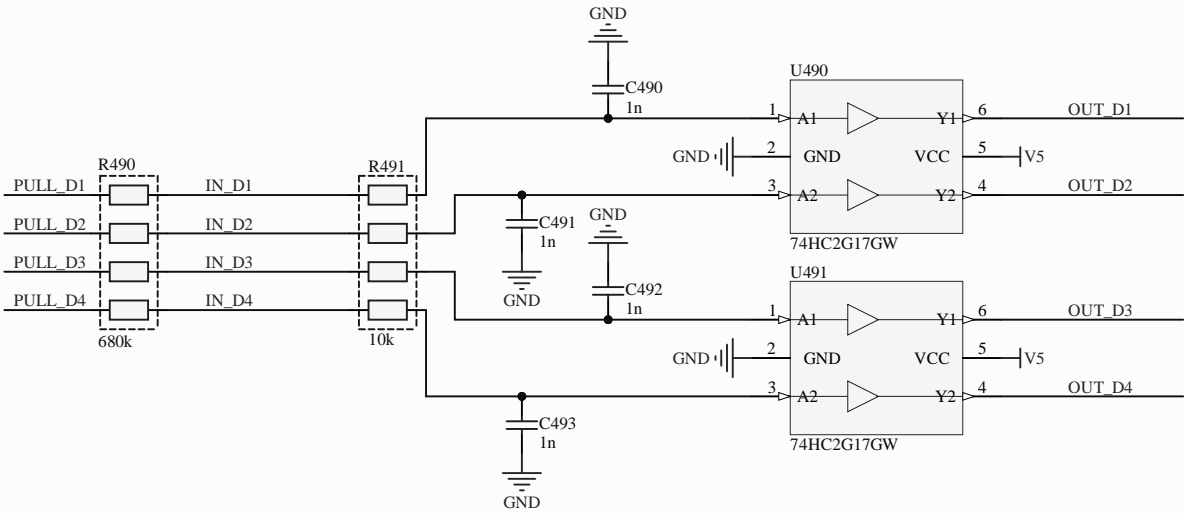 GND
C490
1n
U490
1
A1
Y1
6
OUT_D1
GND
2
GND
VCC
5
V5
3
A2
Y2
4
OUT_D2
74HC2G17GW
R490
R491
PULL_D1
IN_D1
PULL_D2
IN_D2
PULL_D3
IN_D3
PULL_D4
IN_D4
680k
10k
C491
1n
GND
GND
C492
1n
U491
1
A1
Y1
6
OUT_D3
GND
2
GND
VCC
5
V5
3
A2
Y2
4
OUT_D4
74HC2G17GW
C493
1n
GND